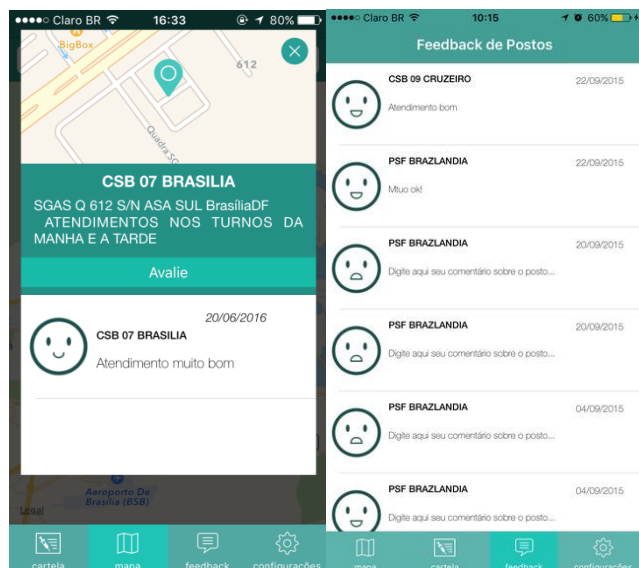 ●●●●○ Claro BR 16:33 80%
BigBox
612
Quadra SG
CSB 07 BRASILIA
SGAS Q 612 S/N ASA SUL BrasíliaDF
ATENDIMENTOS NOS TURNOS DA
MANHA E A TARDE
Avalie
20/06/2016
CSB 07 BRASILIA
Atendimento muito bom
Aeroporto De
Brasília (BSB)
Legal
cartela mapa feedback configurações
●●●●○ Claro BR 10:15 60%
Feedback de Postos
CSB 09 CRUZEIRO 22/09/2015
Atendimento bom
PSF BRAZLANDIA 22/09/2015
Mtuo ok!
PSF BRAZLANDIA 20/09/2015
Digite aqui seu comentário sobre o posto...
PSF BRAZLANDIA 20/09/2015
Digite aqui seu comentário sobre o posto...
PSF BRAZLANDIA 04/09/2015
Digite aqui seu comentário sobre o posto...
PSF BRAZLANDIA 04/09/2015
Digite aqui seu comentário sobre o posto...
mapa cartela feedback configurações